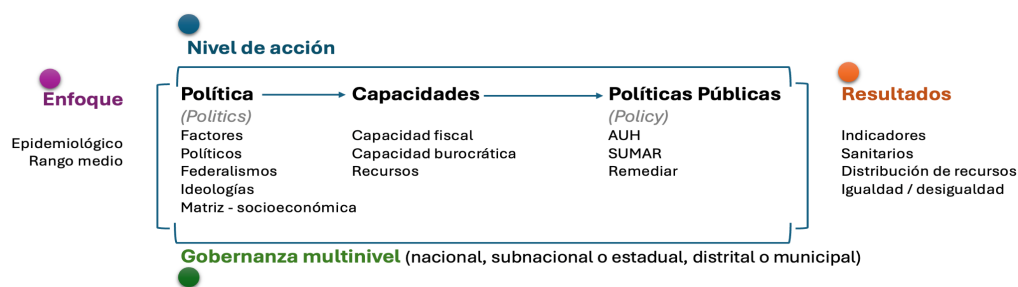 Nivel de acción
Enfoque
Epidemiológico
Rango medio
Política
(Politics)
Factores
Políticos
Federalismos
Ideologías
Matriz - socioeconómica
Capacidades
Capacidad fiscal
Capacidad burocrática
Recursos
Políticas Públicas
(Policy)
AUH
SUMAR
Remediar
Resultados
Indicadores
Sanitarios
Distribución de recursos
Igualdad / desigualdad
Gobernanza multinivel (nacional, subnacional o estadual, distrital o municipal)